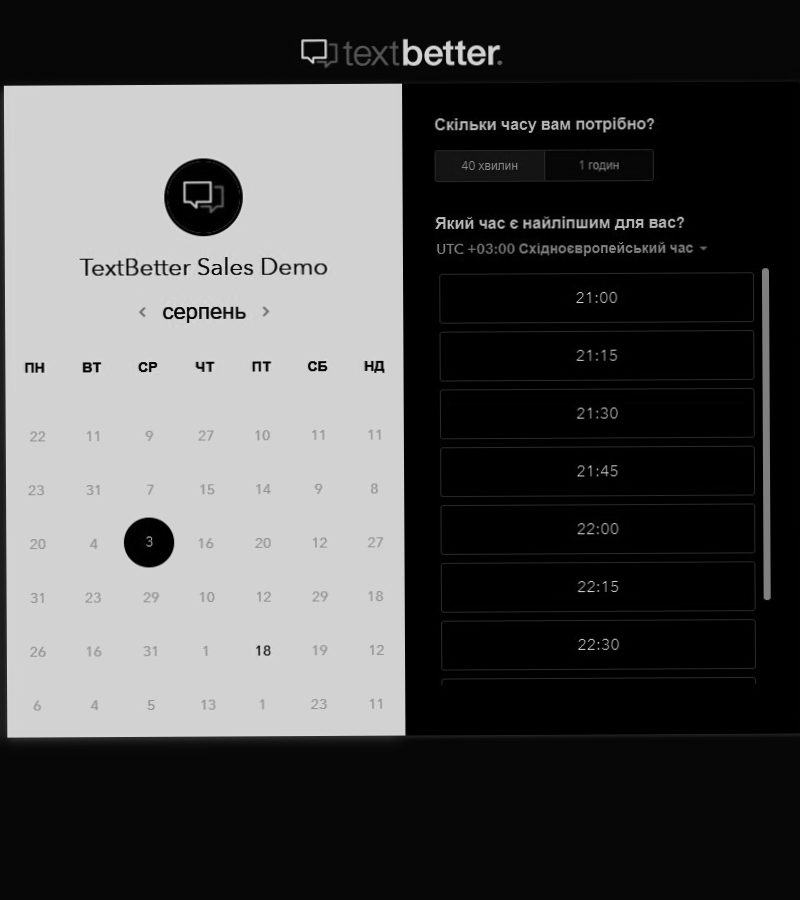 textbetter.
TextBetter Sales Demo
серпень
ПН ВТ СР ЧТ ПТ СБ НД
22 11 9 27 10 11 11
23 31 7 15 14 9 8
20 4 3 16 20 12 27
31 23 29 10 12 29 18
26 16 31 1 18 19 12
6 4 5 13 1 23 11
Скільки часу вам потрібно?
40 хвилин 1 годин
Який час є найліпшим для вас?
UTC +03:00 Східноєвропейський час
21:00
21:15
21:30
21:45
22:00
22:15
22:30